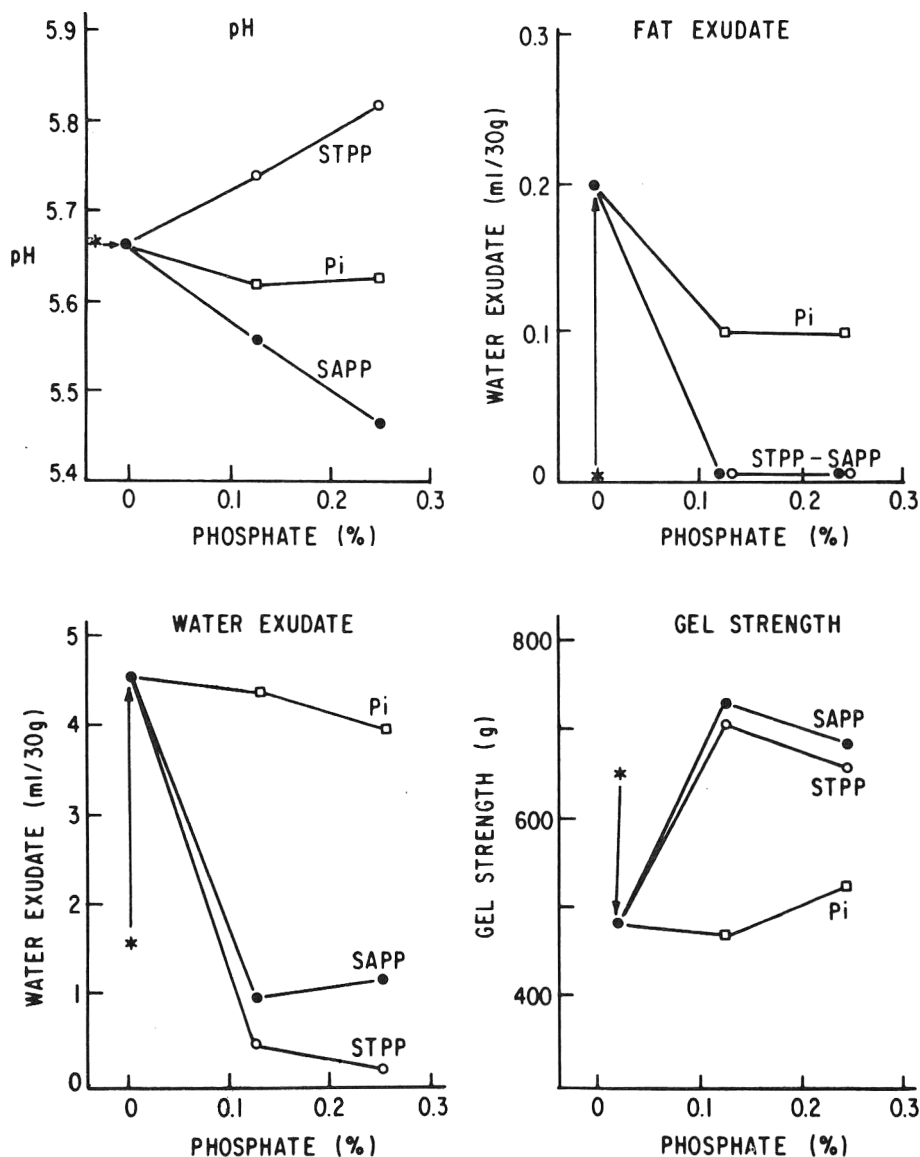 pH
5.9
5.8
5.7
5.6
5.5
5.4
pH
*
STPP
Pi
SAPP
0 0.1 0.2 0.3
PHOSPHATE (%)
FAT EXUDATE
0.3
0.2
0.1
0
WATER EXUDATE (ml/30g)
Pi
STPP-SAPP
*
0 0.1 0.2 0.3
PHOSPHATE (%)
WATER EXUDATE
5
4
3
2
1
0
WATER EXUDATE (ml/30g)
Pi
*
SAPP
STPP
0 0.1 0.2 0.3
PHOSPHATE (%)
GEL STRENGTH
800
600
400
GEL STRENGTH (g)
*
SAPP
STPP
Pi
0 0.1 0.2 0.3
PHOSPHATE (%)